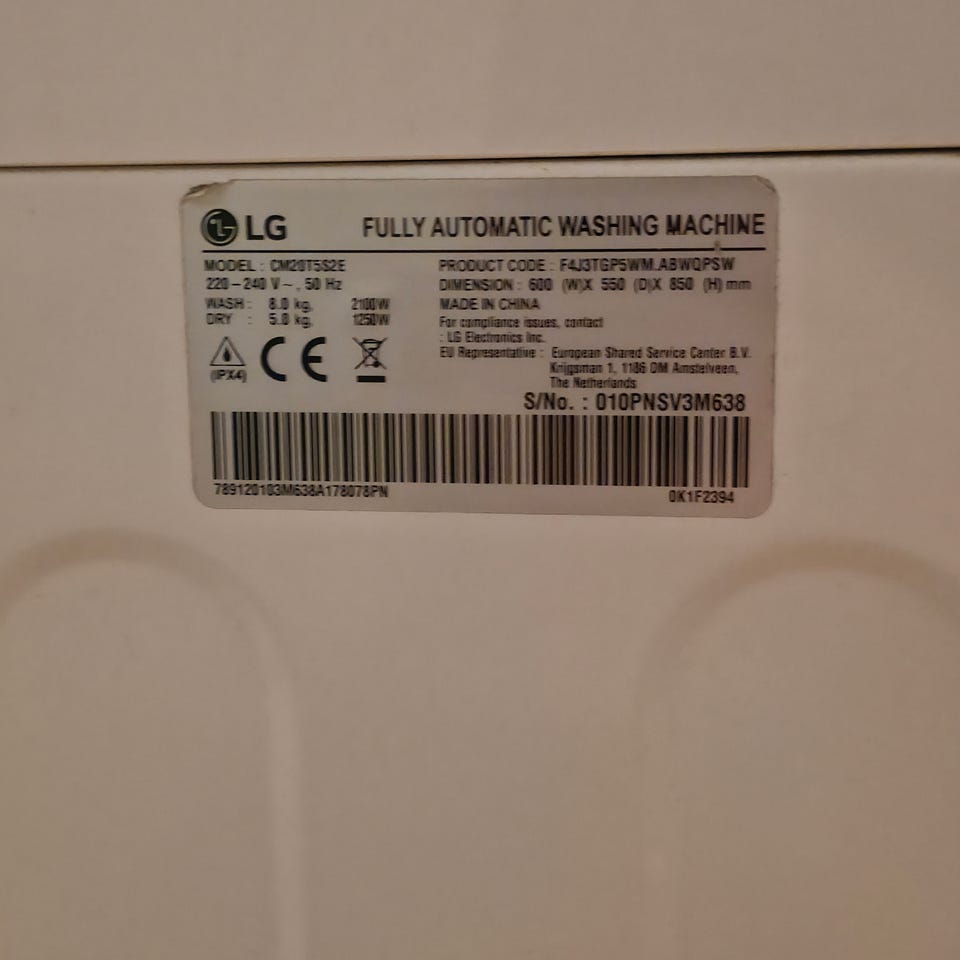 LG FULLY AUTOMATIC WASHING MACHINE
MODEL : CM20T5S2E
220-240 V~, 50 Hz
WASH : 8.0 kg, 2100W
DRY : 5.0 kg, 1250W
(IPX4) CE
PRODUCT CODE : F4J3TGP5WM.ABWQPSW
DIMENSION : 600 (W)X 550 (D)X 850 (H) mm
MADE IN CHINA
For compliance issues, contact
: LG Electronics Inc.
EU Representative : European Shared Service Center B.V.
Krijgsman 1, 1186 DM Amstelveen,
The Netherlands
S/No. : 010PNSV3M638
789120103M638A178078PN 0K1F2394